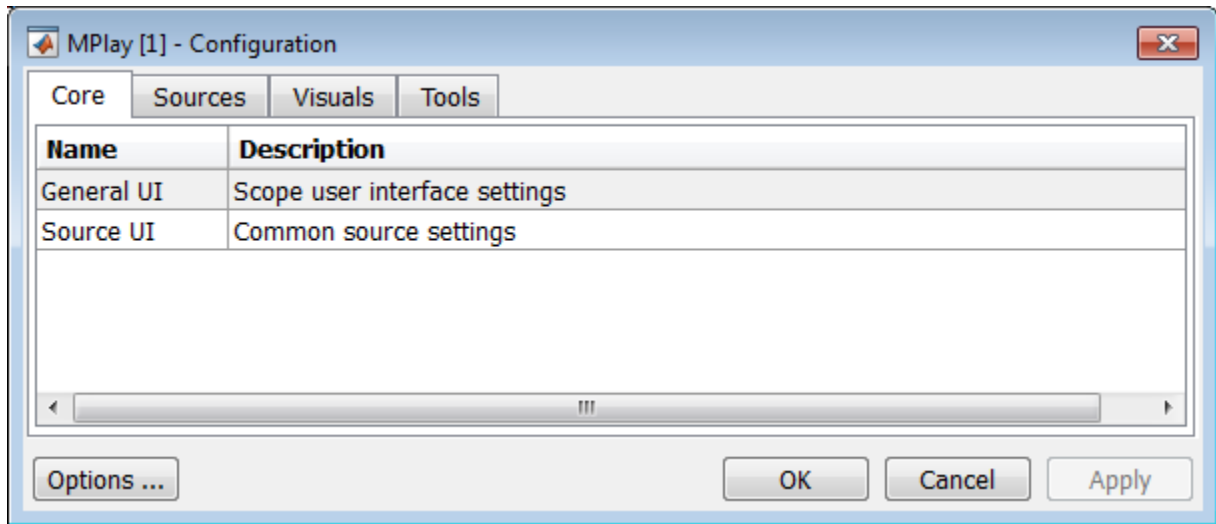 MPlay [1] - Configuration
Core Sources Visuals Tools
Name Description
General UI Scope user interface settings
Source UI Common source settings
Options ... OK Cancel Apply